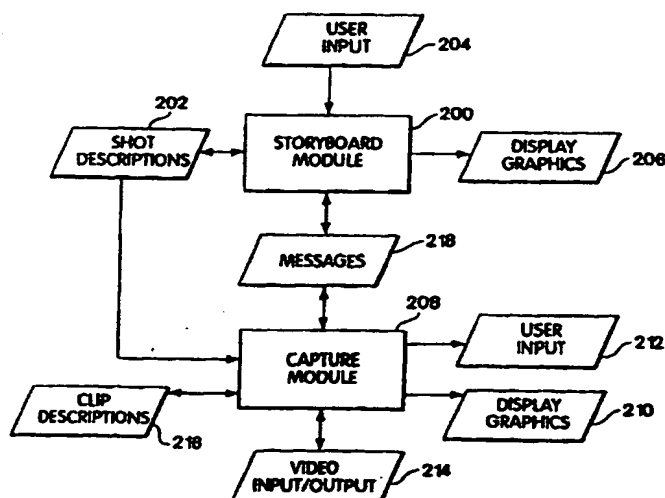 USER
INPUT
204
202
200
SHOT
DESCRIPTIONS
STORYBOARD
MODULE
DISPLAY
GRAPHICS
206
MESSAGES
218
208
CAPTURE
MODULE
USER
INPUT
212
CLIP
DESCRIPTIONS
216
DISPLAY
GRAPHICS
210
VIDEO
INPUT/OUTPUT
214